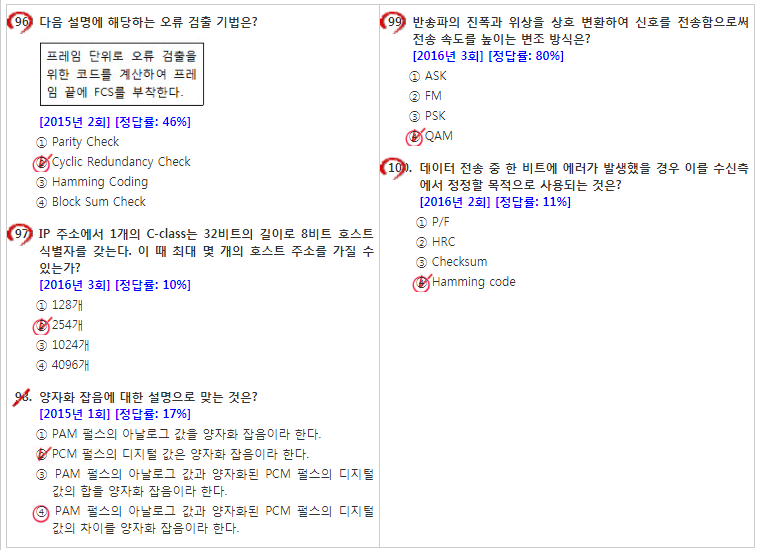 96. 다음 설명에 해당하는 오류 검출 기법은?
프레임 단위로 오류 검출을
위한 코드를 계산하여 프레
임 끝에 FCS를 부착한다.
[2015년 2회] [정답률: 46%]
① Parity Check
② Cyclic Redundancy Check
③ Hamming Coding
④ Block Sum Check
97. IP 주소에서 1개의 C-class는 32비트의 길이로 8비트 호스트
식별자를 갖는다. 이 때 최대 몇 개의 호스트 주소를 가질 수
있는가?
[2016년 3회] [정답률: 10%]
① 128개
② 254개
③ 1024개
④ 4096개
98. 양자화 잡음에 대한 설명으로 맞는 것은?
[2015년 1회] [정답률: 17%]
① PAM 펄스의 아날로그 값을 양자화 잡음이라 한다.
② PCM 펄스의 디지털 값은 양자화 잡음이라 한다.
③ PAM 펄스의 아날로그 값과 양자화된 PCM 펄스의 디지털
값의 합을 양자화 잡음이라 한다.
④ PAM 펄스의 아날로그 값과 양자화된 PCM 펄스의 디지털
값의 차이를 양자화 잡음이라 한다.
99. 반송파의 진폭과 위상을 상호 변환하여 신호를 전송함으로써
전송 속도를 높이는 변조 방식은?
[2016년 3회] [정답률: 80%]
① ASK
② FM
③ PSK
④ QAM
100. 데이터 전송 중 한 비트에 에러가 발생했을 경우 이를 수신측
에서 정정할 목적으로 사용되는 것은?
[2016년 2회] [정답률: 11%]
① P/F
② HRC
③ Checksum
④ Hamming code